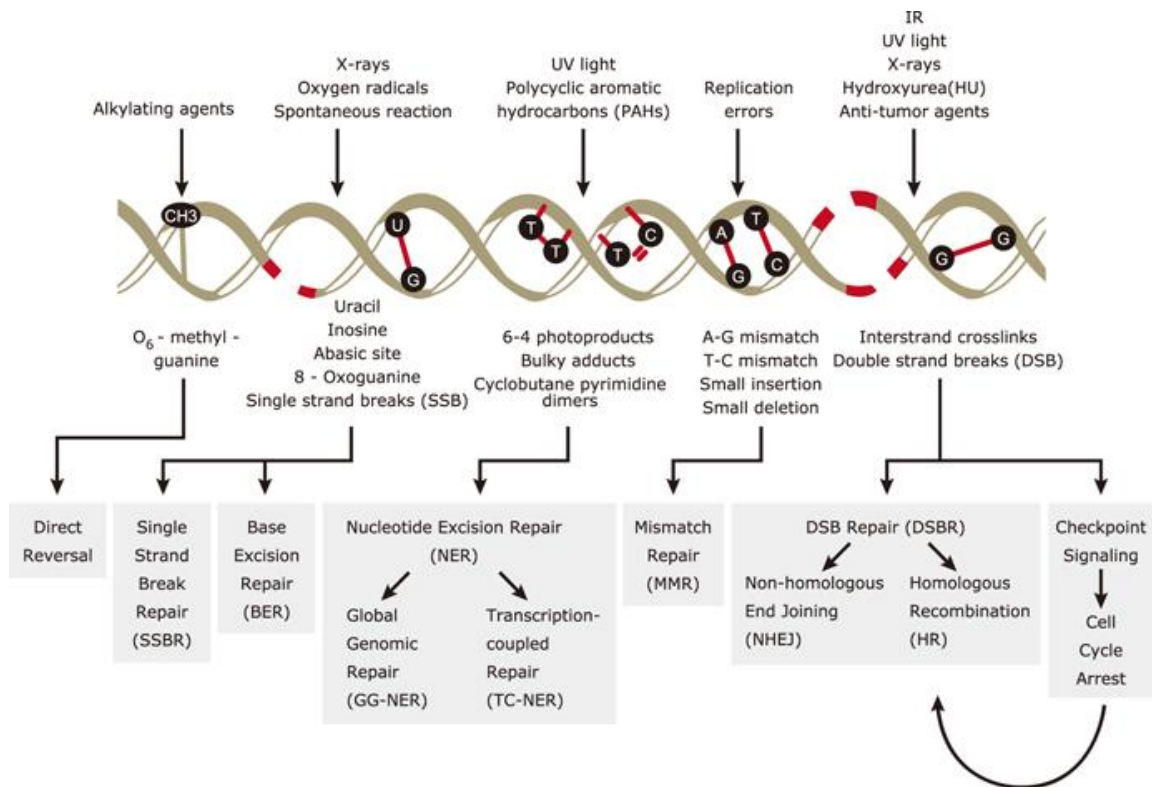 Alkylating agents
X-rays
Oxygen radicals
Spontaneous reaction
UV light
Polycyclic aromatic
hydrocarbons (PAHs)
Replication
errors
IR
UV light
X-rays
Hydroxyurea(HU)
Anti-tumor agents
CH3
U
G
T
T
T
C
A
G
T
C
G
G
O6 - methyl -
guanine
Uracil
Inosine
Abasic site
8 - Oxoguanine
Single strand breaks (SSB)
6-4 photoproducts
Bulky adducts
Cyclobutane pyrimidine
dimers
A-G mismatch
T-C mismatch
Small insertion
Small deletion
Interstrand crosslinks
Double strand breaks (DSB)
Direct
Reversal
Single
Strand
Break
Repair
(SSBR)
Base
Excision
Repair
(BER)
Nucleotide Excision Repair
(NER)
Global
Genomic
Repair
(GG-NER)
Transcription-
coupled
Repair
(TC-NER)
Mismatch
Repair
(MMR)
DSB Repair (DSBR)
Non-homologous
End Joining
(NHEJ)
Homologous
Recombination
(HR)
Checkpoint
Signaling
Cell
Cycle
Arrest